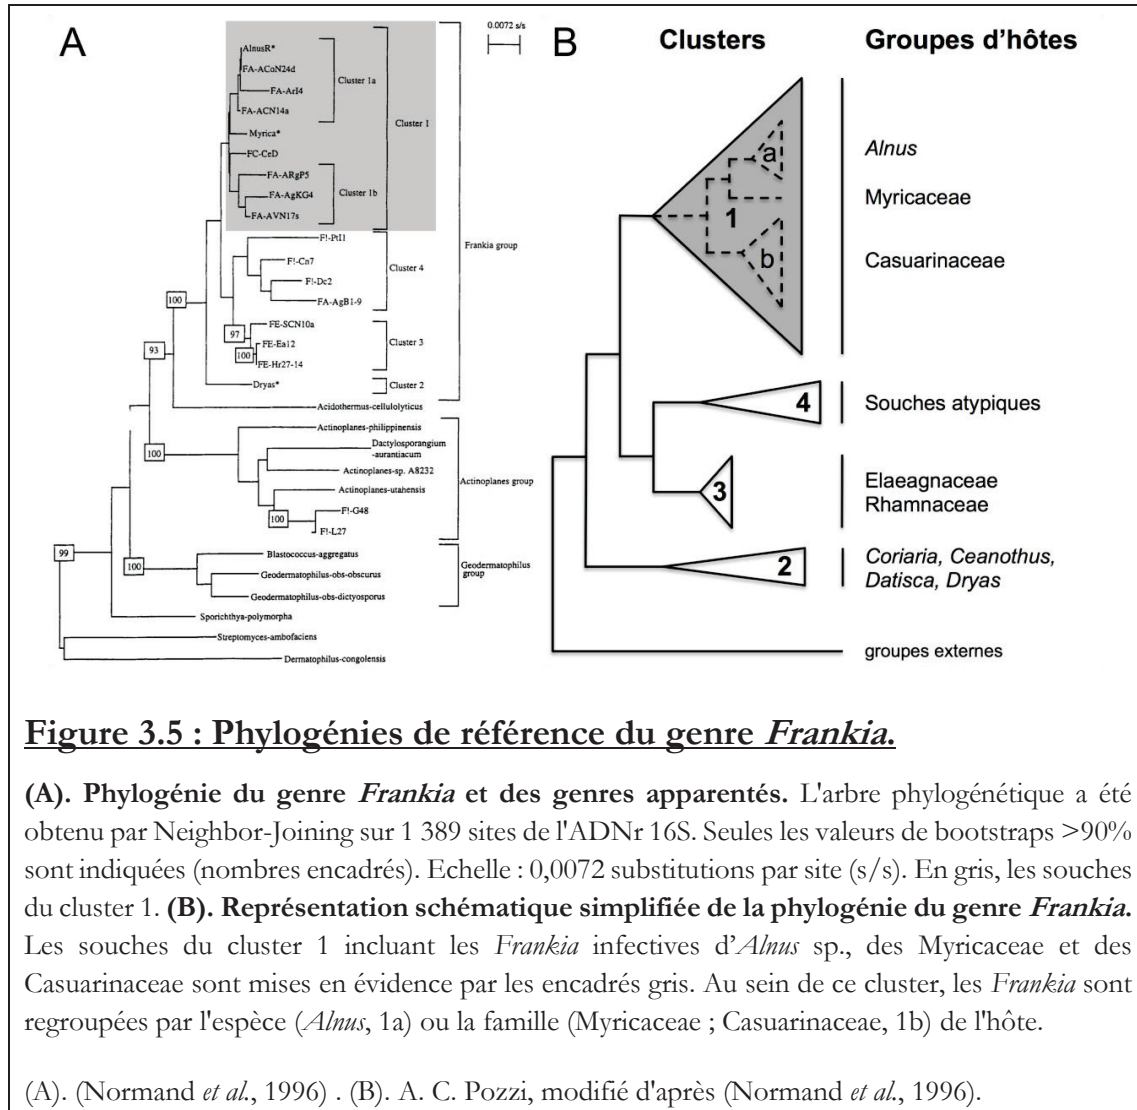 A
0.0072 s/s
AlnusR*
FA-ACoN24d
FA-ArI4
FA-ACN14a
Myrica*
FC-CeD
FA-ARgP5
FA-AgKG4
FA-AVN17s
Cluster 1a
Cluster 1b
Cluster 1
F!-PtI1
F!-Cn7
F!-Dc2
FA-AgB1-9
Cluster 4
Frankia group
FE-SCN10a
FE-Ea12
FE-Hr27-14
Cluster 3
Dryas*
Cluster 2
Acidothermus-cellulolyticus
Actinoplanes-philippinensis
Dactylosporangium
-aurantiacum
Actinoplanes-sp. A8232
Actinoplanes-utahensis
F!-G48
F!-L27
Actinoplanes group
Blastococcus-aggregatus
Geodermatophilus-obs-obscurus
Geodermatophilus-obs-dictyosporus
Geodermatophilus
group
Sporichthya-polymorpha
Streptomyces-ambofaciens
Dermatophilus-congolensis
100
97
100
93
100
100
99
100
B
Clusters
Groupes d’hôtes
a
1
b
Alnus
Myricaceae
Casuarinaceae
4
Souches atypiques
3
Elaeagnaceae
Rhamnaceae
2
Coriaria, Ceanothus,
Datisca, Dryas
groupes externes
Figure 3.5 : Phylogénies de référence du genre Frankia.
(A). Phylogénie du genre Frankia et des genres apparentés. L'arbre phylogénétique a été
obtenu par Neighbor-Joining sur 1 389 sites de l'ADNr 16S. Seules les valeurs de bootstraps >90%
sont indiquées (nombres encadrés). Echelle : 0,0072 substitutions par site (s/s). En gris, les souches
du cluster 1. (B). Représentation schématique simplifiée de la phylogénie du genre Frankia.
Les souches du cluster 1 incluant les Frankia infectives d’Alnus sp., des Myricaceae et des
Casuarinaceae sont mises en évidence par les encadrés gris. Au sein de ce cluster, les Frankia sont
regroupées par l'espèce (Alnus, 1a) ou la famille (Myricaceae ; Casuarinaceae, 1b) de l'hôte.
(A). (Normand et al., 1996) . (B). A. C. Pozzi, modifié d'après (Normand et al., 1996).